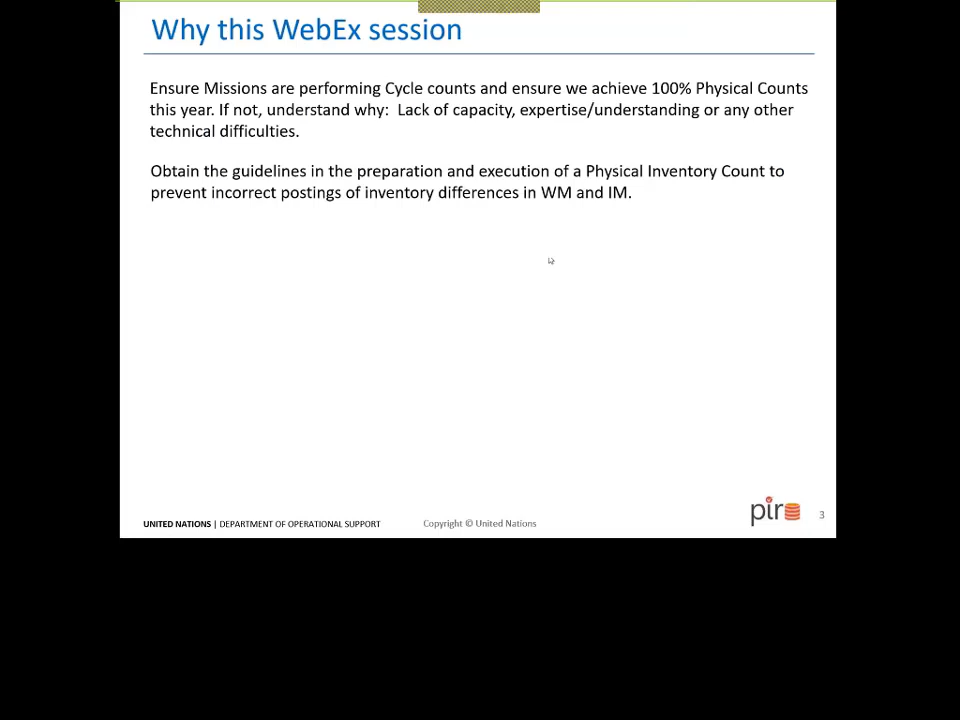 Why this WebEx session
Ensure Missions are performing Cycle counts and ensure we achieve 100% Physical Counts
this year. If not, understand why:  Lack of capacity, expertise/understanding or any other
technical difficulties.
Obtain the guidelines in the preparation and execution of a Physical Inventory Count to
prevent incorrect postings of inventory differences in WM and IM.
UNITED NATIONS | DEPARTMENT OF OPERATIONAL SUPPORT
Copyright © United Nations
pir
3